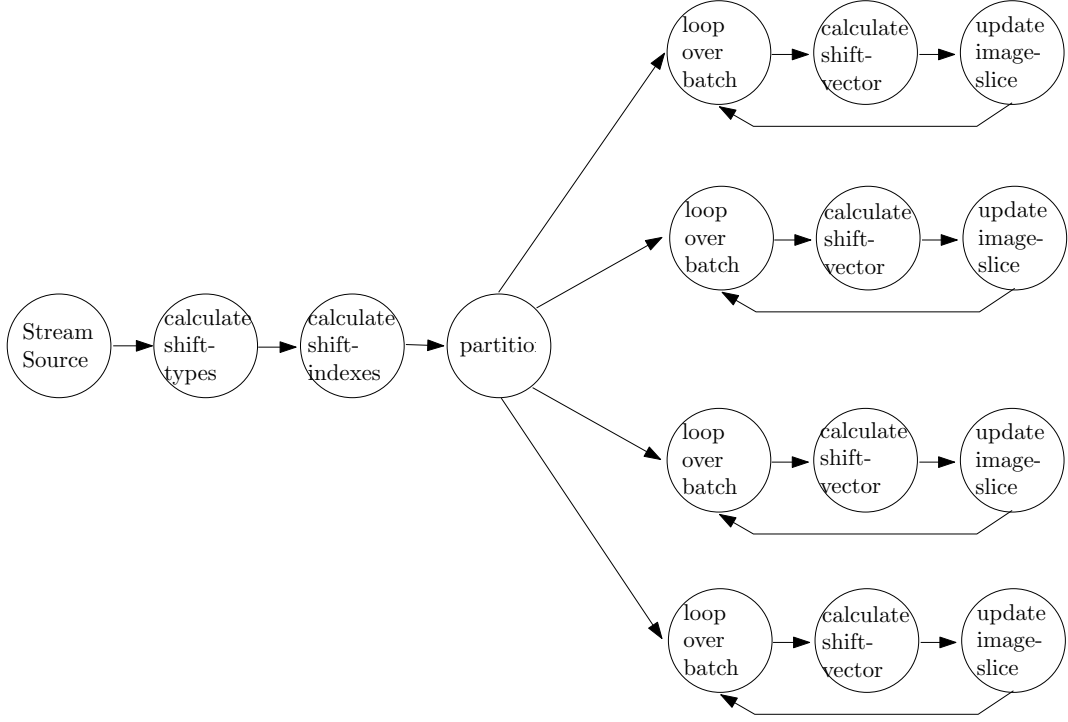 loop
over
batch
calculate
shift-
vector
update
image-
slice
loop
over
batch
calculate
shift-
vector
update
image-
slice
Stream
Source
calculate
shift-
types
calculate
shift-
indexes
partitio
loop
over
batch
calculate
shift-
vector
update
image-
slice
loop
over
batch
calculate
shift-
vector
update
image-
slice